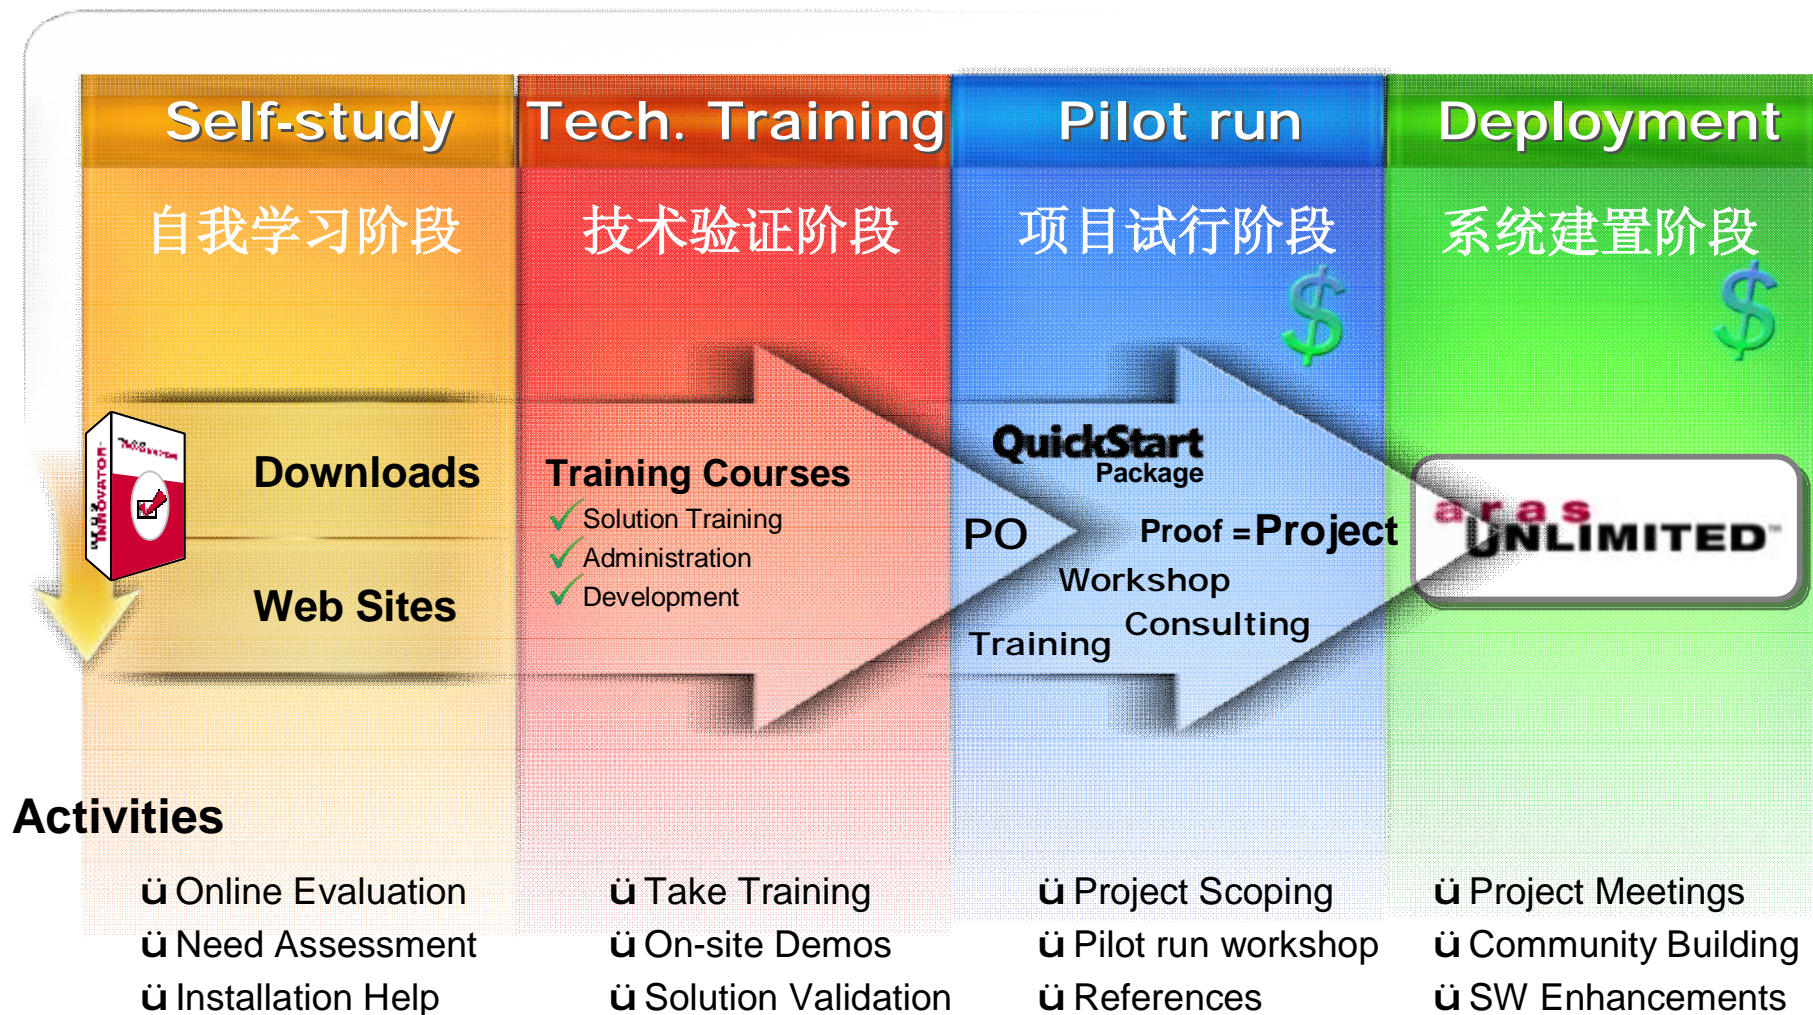 Self-study
Tech. Training
Pilot run
Deployment
自我学习阶段
技术验证阶段
项目试行阶段
系统建置阶段
$
$
INNOVATOR
Downloads
Web Sites
Training Courses
✓ Solution Training
✓ Administration
✓ Development
QuickStart
Package
PO
Proof = Project
Workshop
Consulting
Training
aras
UNLIMITED™
Activities
ü Online Evaluation
ü Need Assessment
ü Installation Help
ü Take Training
ü On-site Demos
ü Solution Validation
ü Project Scoping
ü Pilot run workshop
ü References
ü Project Meetings
ü Community Building
ü SW Enhancements